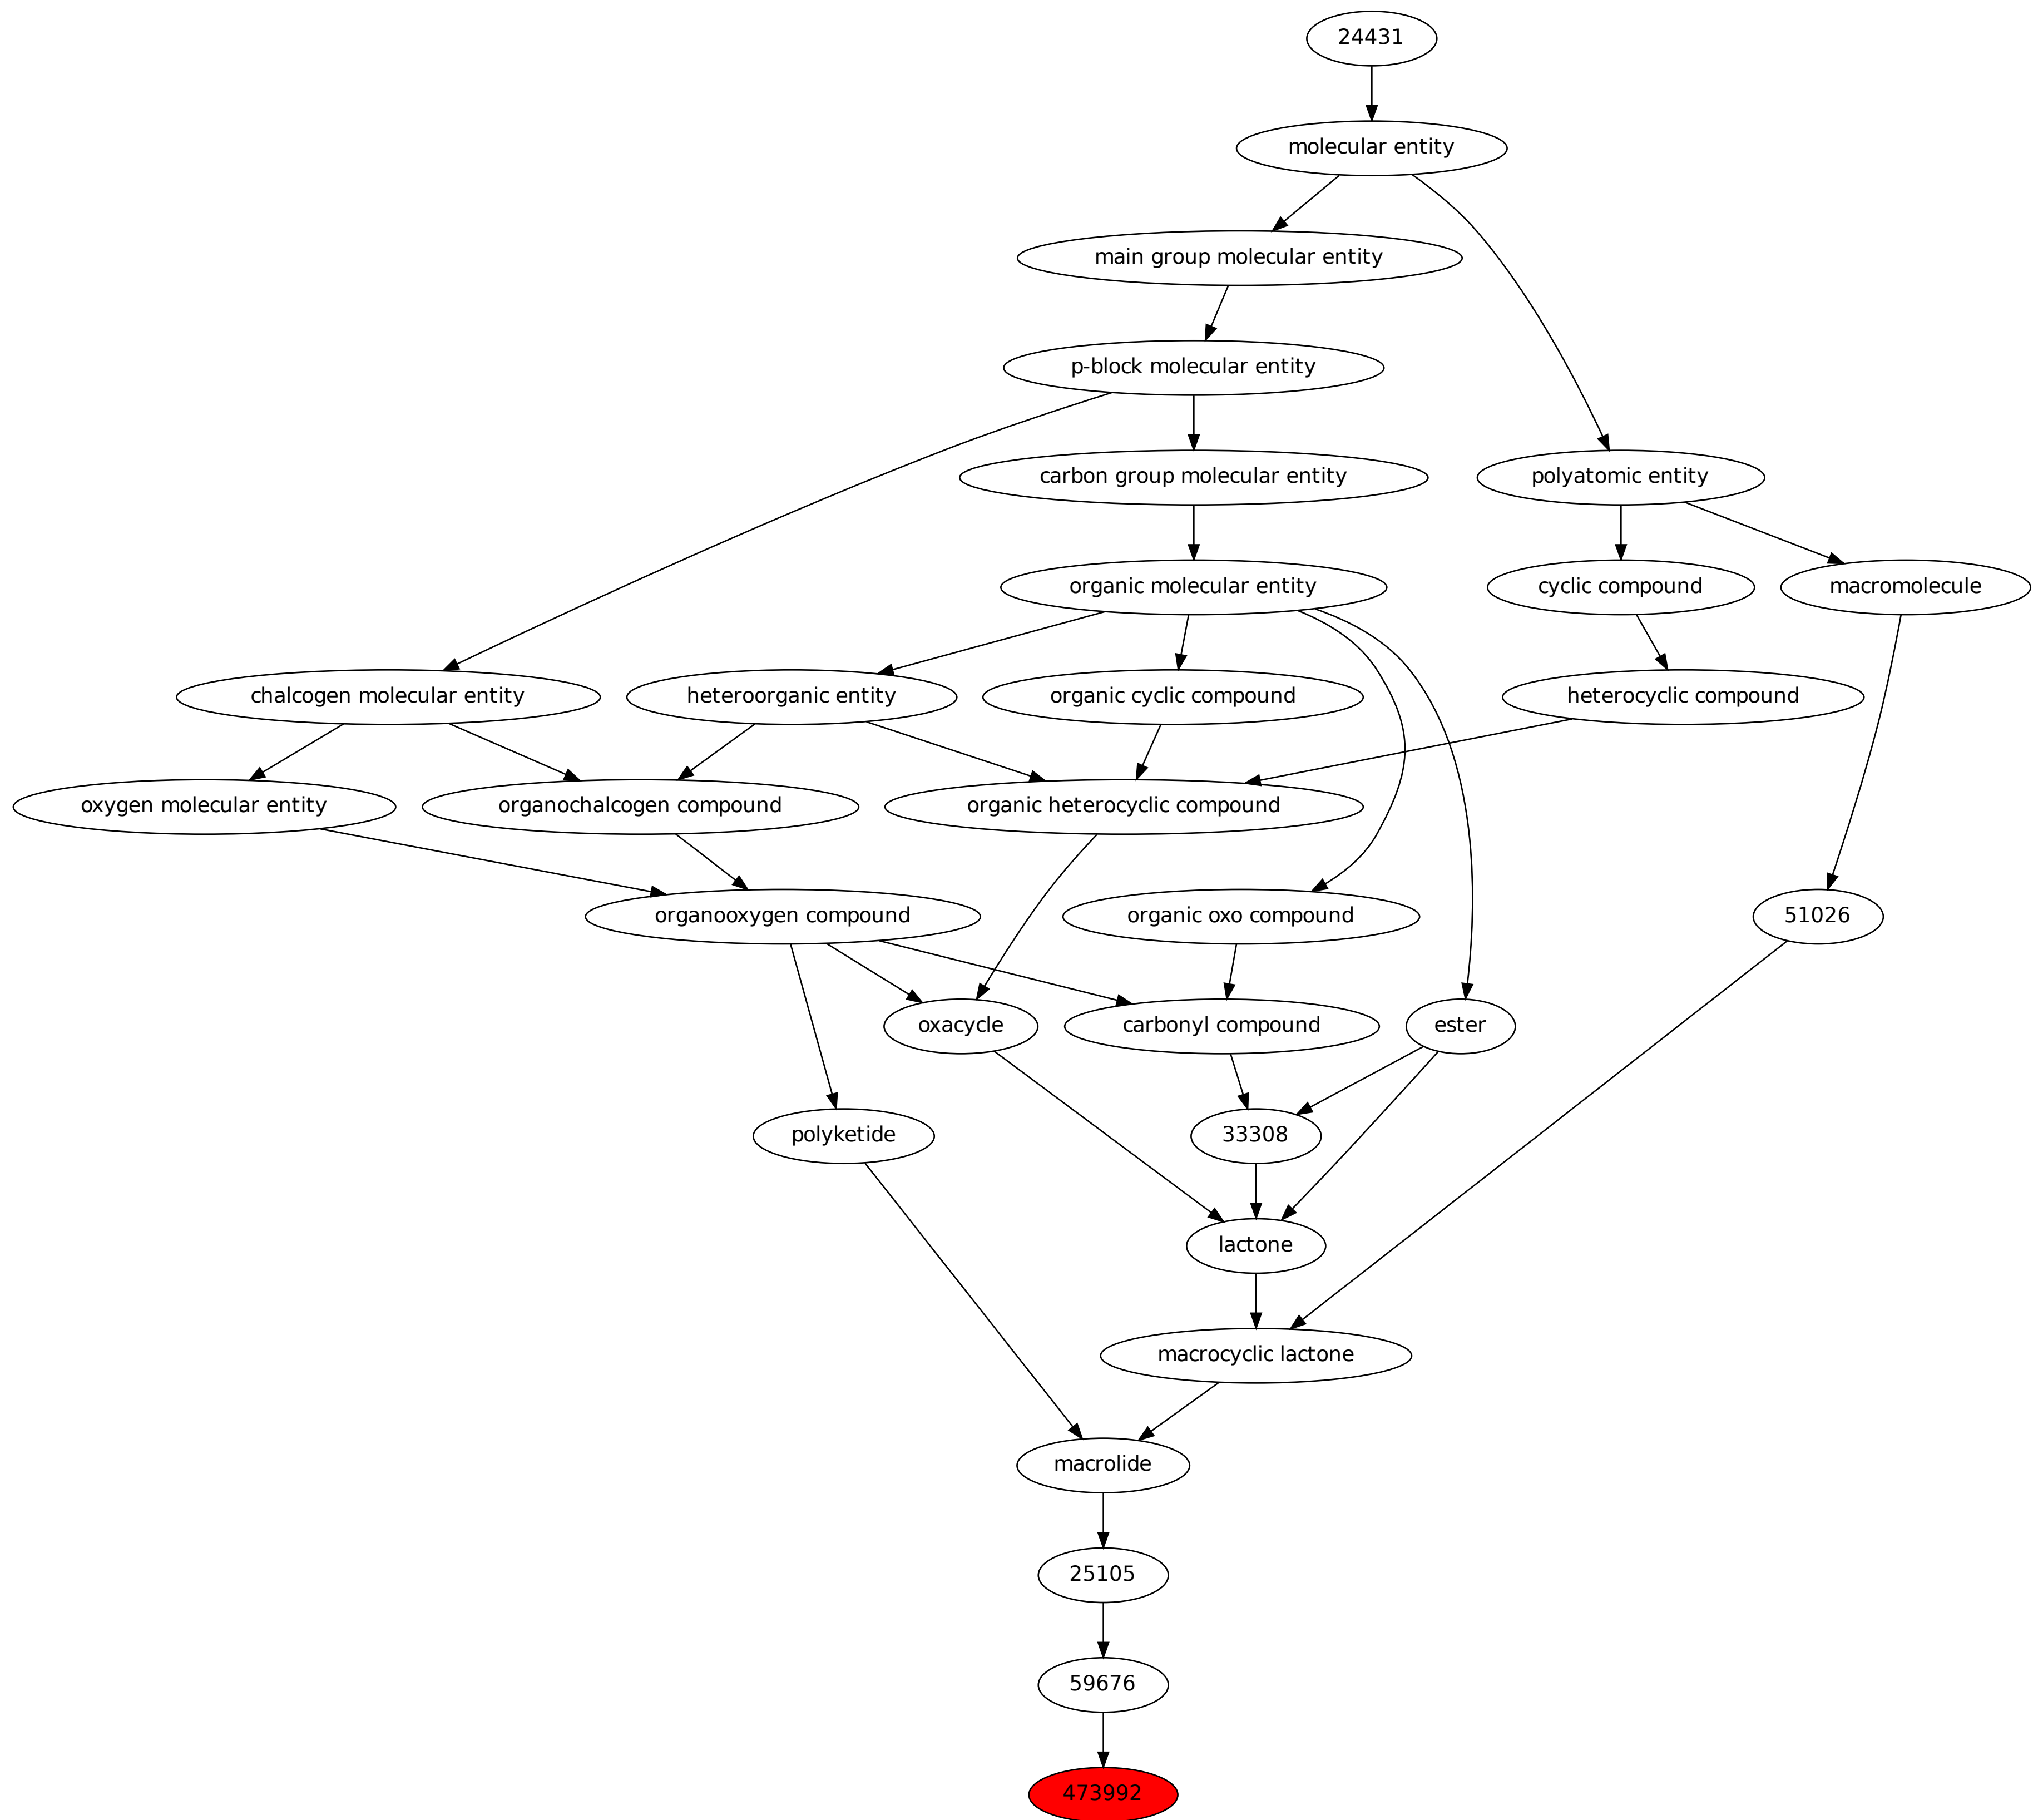 24431
molecular entity
main group molecular entity
p-block molecular entity
carbon group molecular entity
polyatomic entity
organic molecular entity
cyclic compound
macromolecule
chalcogen molecular entity
heteroorganic entity
organic cyclic compound
heterocyclic compound
oxygen molecular entity
organochalcogen compound
organic heterocyclic compound
organooxygen compound
organic oxo compound
51026
oxacycle
carbonyl compound
ester
polyketide
33308
lactone
macrocyclic lactone
macrolide
25105
59676
473992